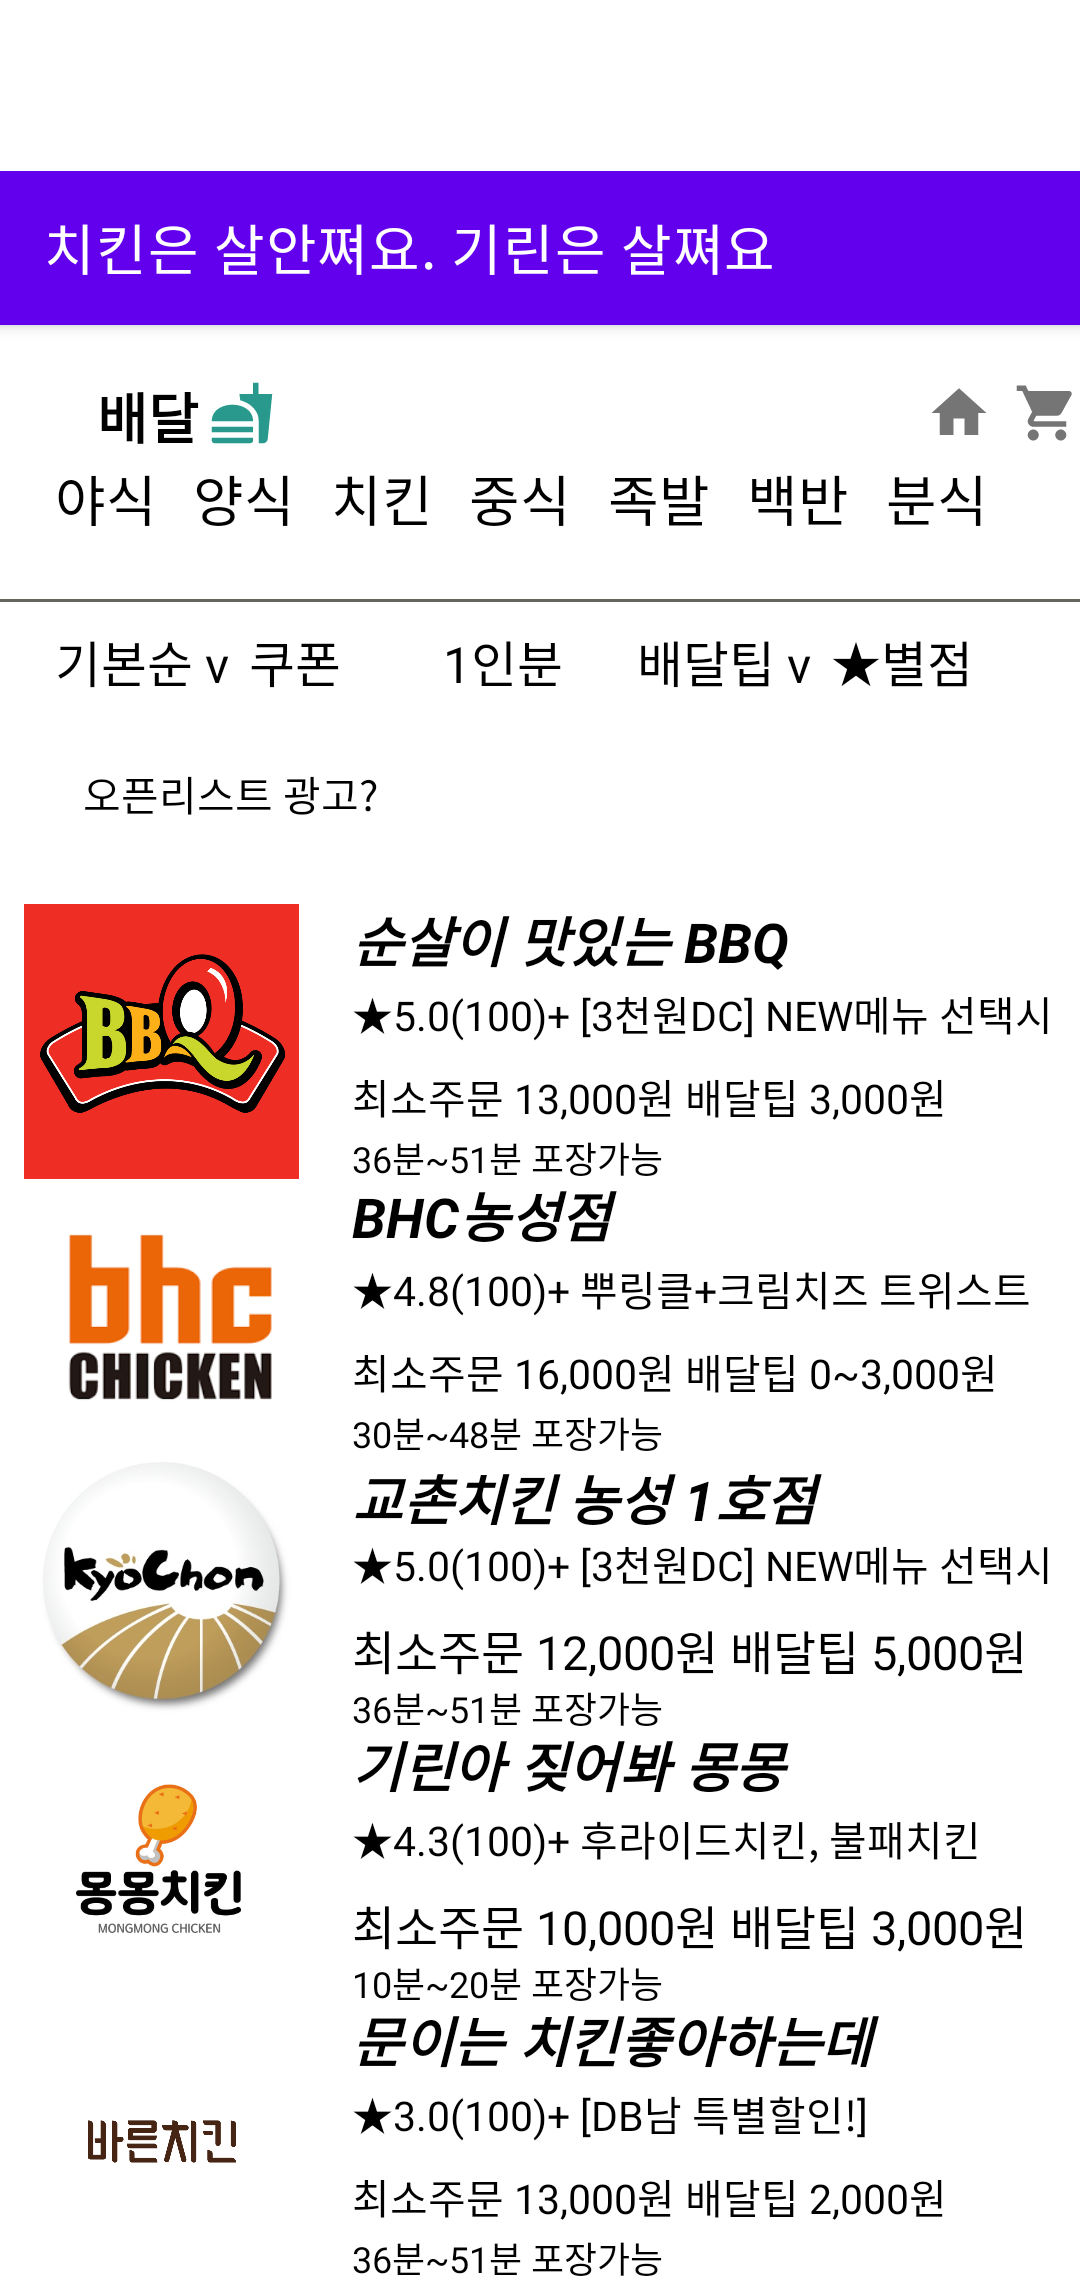 치킨은 살안쪄요. 기린은 살쪄요
배달
야식 양식 치킨 중식 족발 백반 분식
기본순 v 쿠폰 1인분 배달팁 v ★별점
오픈리스트 광고?
BBQ
순살이 맛있는 BBQ
★5.0(100)+ [3천원DC] NEW메뉴 선택시
최소주문 13,000원 배달팁 3,000원
36분~51분 포장가능
bhc
CHICKEN
BHC농성점
★4.8(100)+ 뿌링클+크림치즈 트위스트
최소주문 16,000원 배달팁 0~3,000원
30분~48분 포장가능
KyoChon
교촌치킨 농성 1호점
★5.0(100)+ [3천원DC] NEW메뉴 선택시
최소주문 12,000원 배달팁 5,000원
36분~51분 포장가능
몽몽치킨
MONGMONG CHICKEN
기린아 짖어봐 몽몽
★4.3(100)+ 후라이드치킨, 불패치킨
최소주문 10,000원 배달팁 3,000원
10분~20분 포장가능
바른치킨
문이는 치킨좋아하는데
★3.0(100)+ [DB남 특별할인!]
최소주문 13,000원 배달팁 2,000원
36분~51분 포장가능